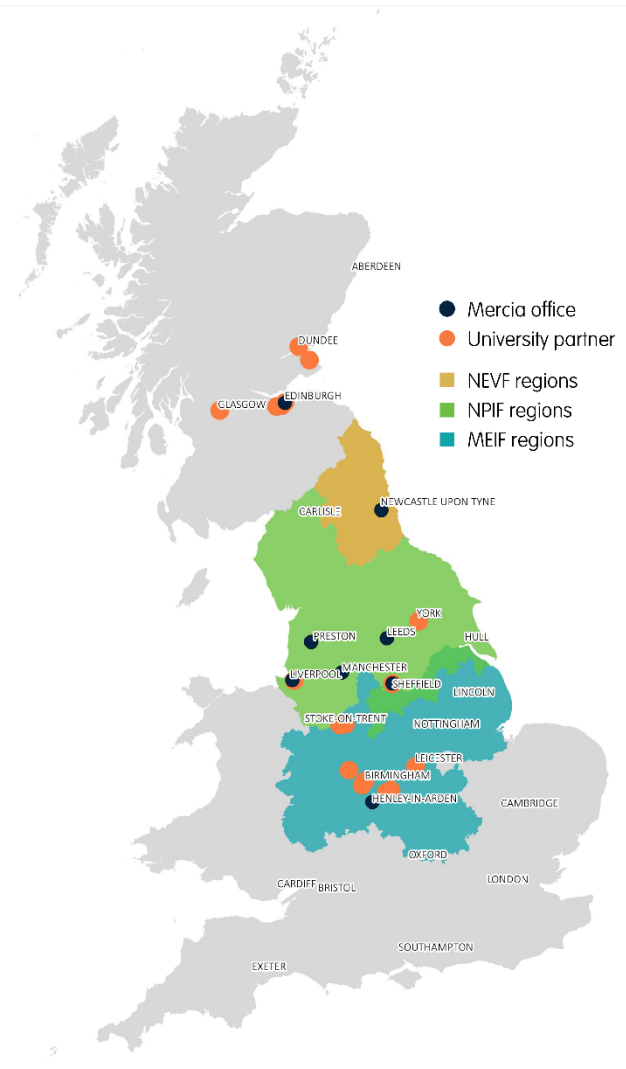 ABERDEEN
Mercia office
University partner
NEVF regions
NPIF regions
MEIF regions
DUNDEE
GLASGOW
EDINBURGH
NEWCASTLE UPON TYNE
CARLISLE
YORK
LEEDS
PRESTON
HULL
MANCHESTER
LIVERPOOL
SHEFFIELD
LINCOLN
STOKE-ON-TRENT
NOTTINGHAM
LEICESTER
BIRMINGHAM
HENLEY-IN-ARDEN
CAMBRIDGE
OXFORD
LONDON
CARDIFF
BRISTOL
SOUTHAMPTON
EXETER